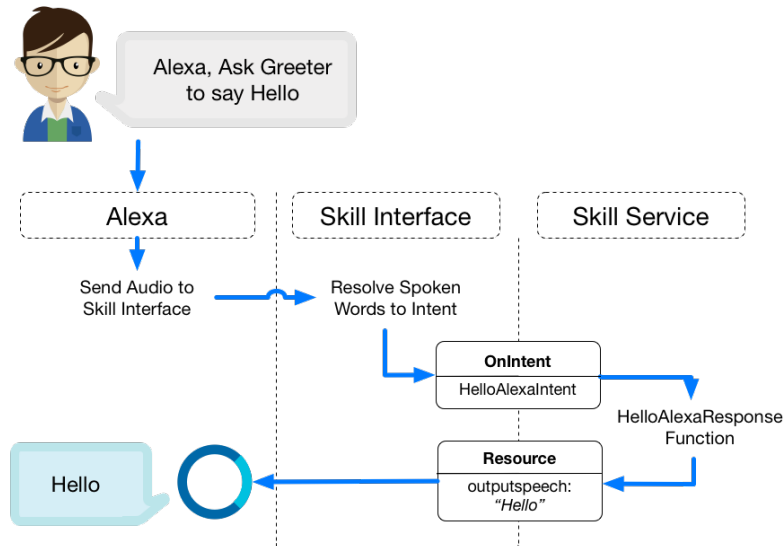 Alexa, Ask Greeter
to say Hello
Alexa
Skill Interface
Skill Service
Send Audio to
Skill Interface
Resolve Spoken
Words to Intent
OnIntent
HelloAlexaIntent
HelloAlexaResponse
Function
Resource
outputspeech:
“Hello”
Hello